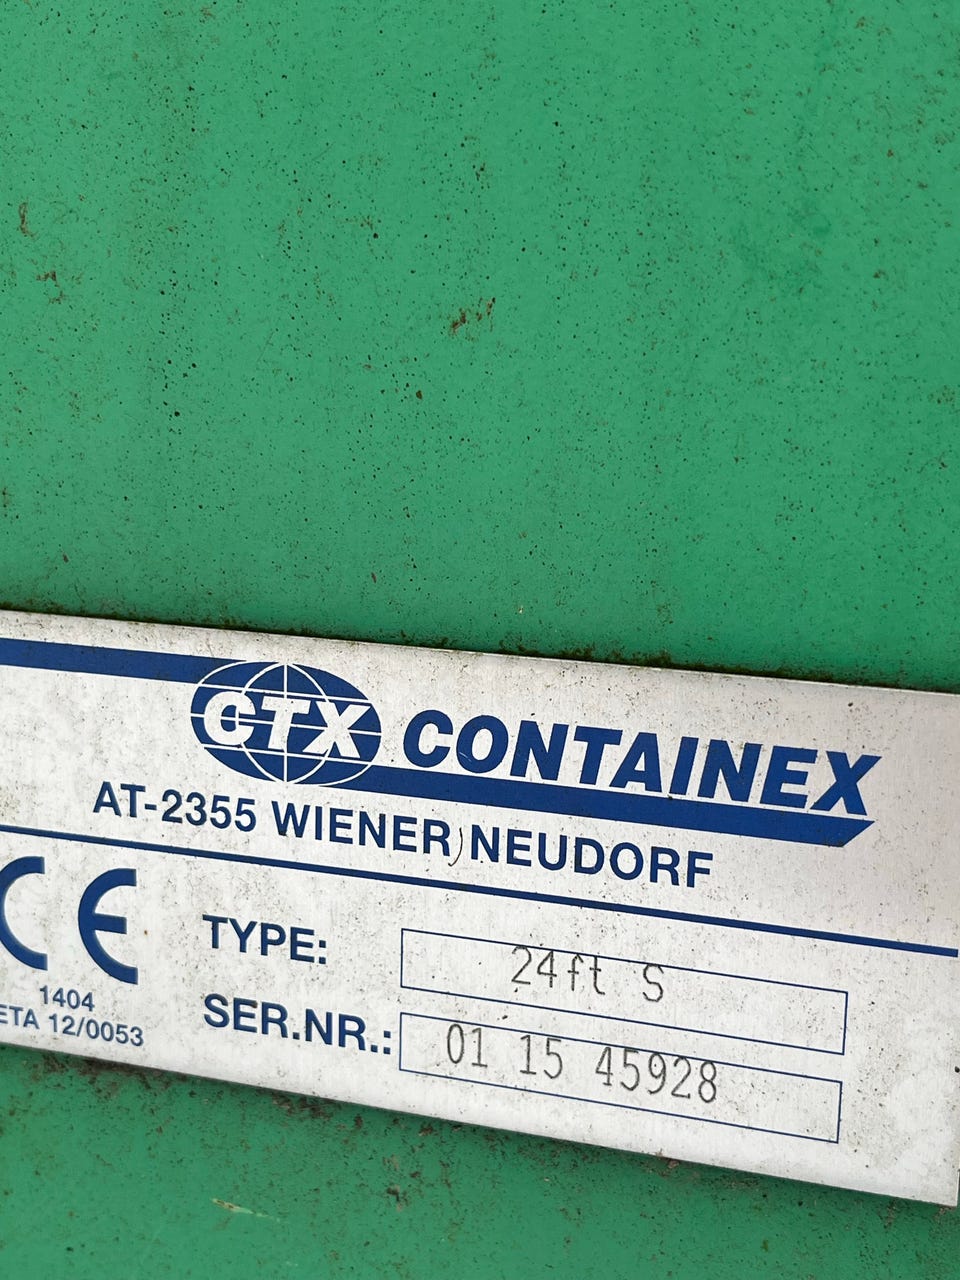 CTX CONTAINEX
AT-2355 WIENER NEUDORF
CE
1404
ETA 12/0053
TYPE: 24ft S
SER.NR.: 01 15 45928